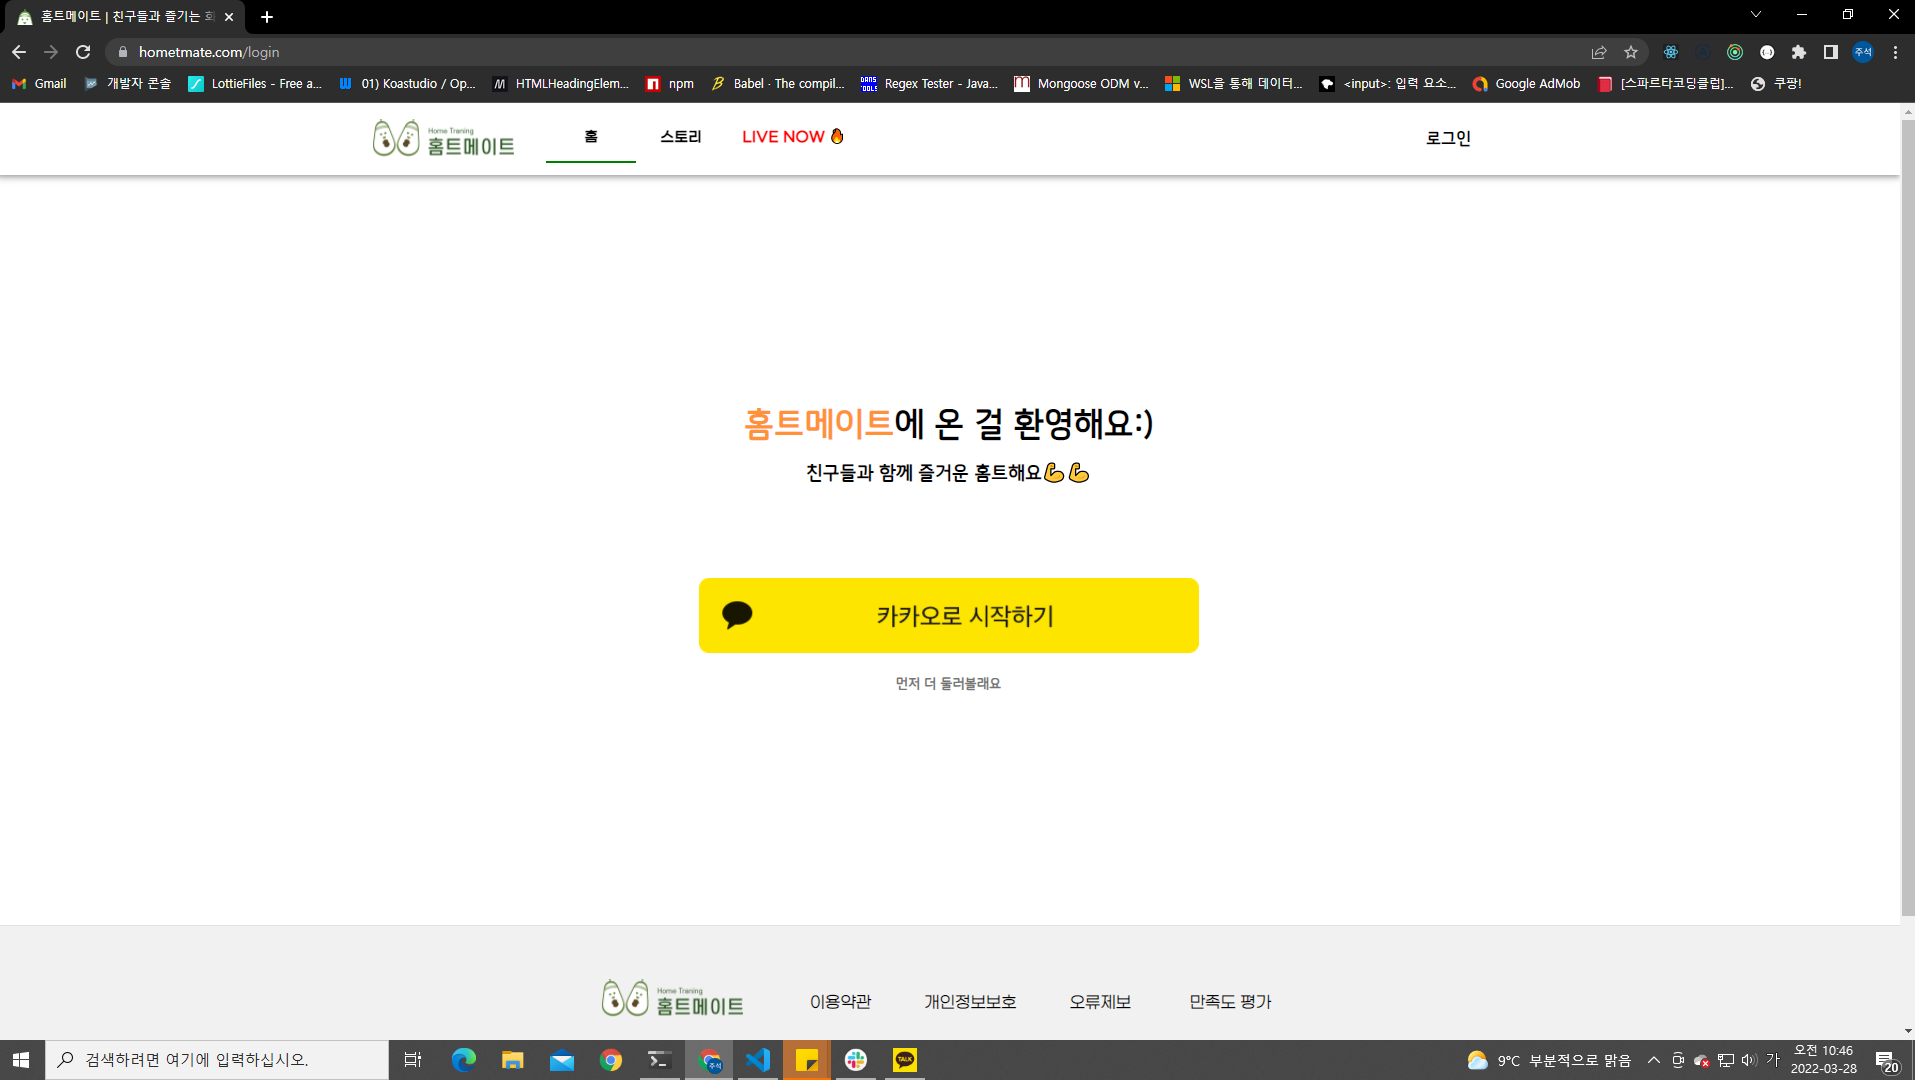 홈트메이트 | 친구들과 즐기는 화
hometmate.com/login
주석
Gmail
개발자 콘솔
LottieFiles - Free a...
01) Koastudio / Op...
HTMLHeadingElem...
npm
Babel · The compil...
Regex Tester - Java...
Mongoose ODM v...
WSL을 통해 데이터...
<input>: 입력 요소...
Google AdMob
[스파르타코딩클럽]...
쿠팡!
Home Traning
홈트메이트
홈
스토리
LIVE NOW 🔥
로그인
홈트메이트에 온 걸 환영해요:)
친구들과 함께 즐거운 홈트해요💪💪
카카오로 시작하기
먼저 더 둘러볼래요
Home Traning
홈트메이트
이용약관
개인정보보호
오류제보
만족도 평가
검색하려면 여기에 입력하십시오.
주석
TALK
9°C 부분적으로 맑음
가
오전 10:46
2022-03-28
20